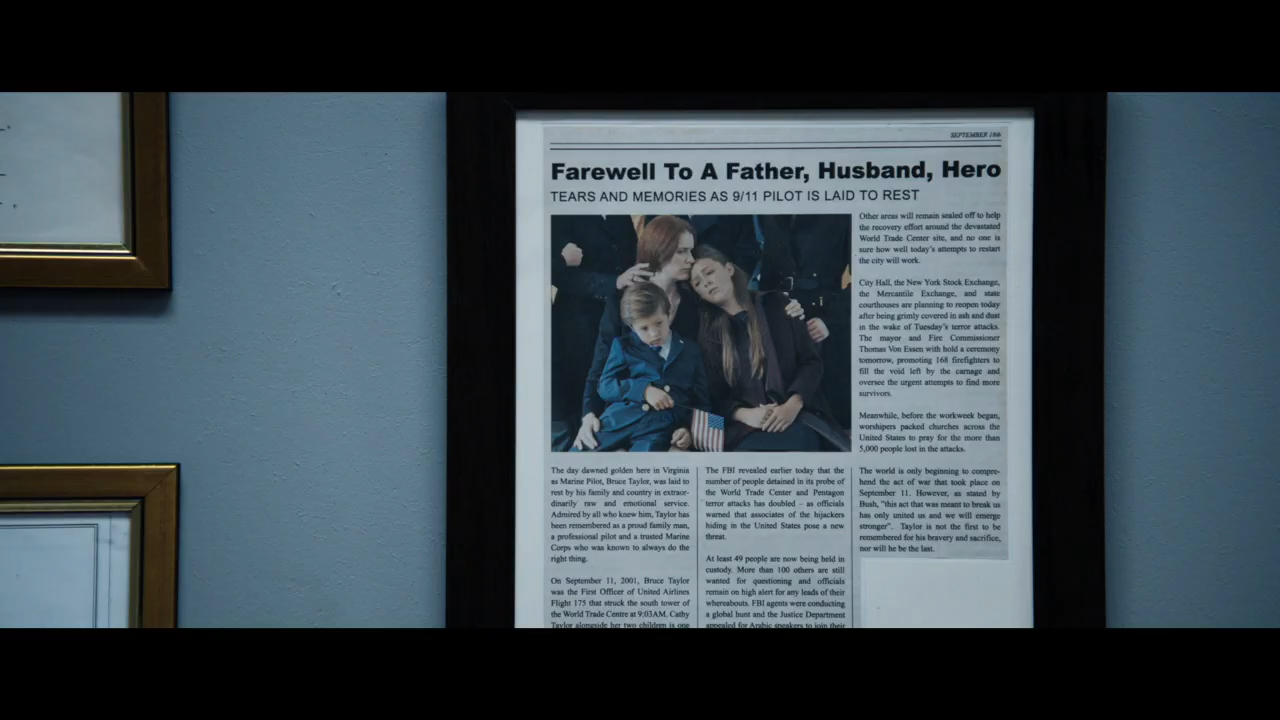 SEPTEMBER 18th
Farewell To A Father, Husband, Hero
TEARS AND MEMORIES AS 9/11 PILOT IS LAID TO REST
The day dawned golden here in Virginia
as Marine Pilot, Bruce Taylor, was laid to
rest by his family and country in extraor-
dinarily raw and emotional service.
Admired by all who knew him, Taylor has
been remembered as a proud family man,
a professional pilot and a trusted Marine
Corps who was known to always do the
right thing.
On September 11, 2001, Bruce Taylor
was the First Officer of United Airlines
Flight 175 that struck the south tower of
the World Trade Centre at 9:03AM. Cathy
Taylor alongside her two children is one
The FBI revealed earlier today that the
number of people detained in its probe of
the World Trade Center and Pentagon
terror attacks has doubled – as officials
warned that associates of the hijackers
hiding in the United States pose a new
threat.
At least 49 people are now being held in
custody. More than 100 others are still
wanted for questioning and officials
remain on high alert for any leads of their
whereabouts. FBI agents were conducting
a global hunt and the Justice Department
appealed for Arabic speakers to join their
Other areas will remain sealed off to help
the recovery effort around the devastated
World Trade Center site, and no one is
sure how well today's attempts to restart
the city will work.
City Hall, the New York Stock Exchange,
the Mercantile Exchange, and state
courthouses are planning to reopen today
after being grimly covered in ash and dust
in the wake of Tuesday's terror attacks.
The mayor and Fire Commissioner
Thomas Von Essen with hold a ceremony
tomorrow, promoting 168 firefighters to
fill the void left by the carnage and
oversee the urgent attempts to find more
survivors.
Meanwhile, before the workweek began,
worshipers packed churches across the
United States to pray for the more than
5,000 people lost in the attacks.
The world is only beginning to compre-
hend the act of war that took place on
September 11. However, as stated by
Bush, "this act that was meant to break us
has only united us and we will emerge
stronger". Taylor is not the first to be
remembered for his bravery and sacrifice,
nor will he be the last.